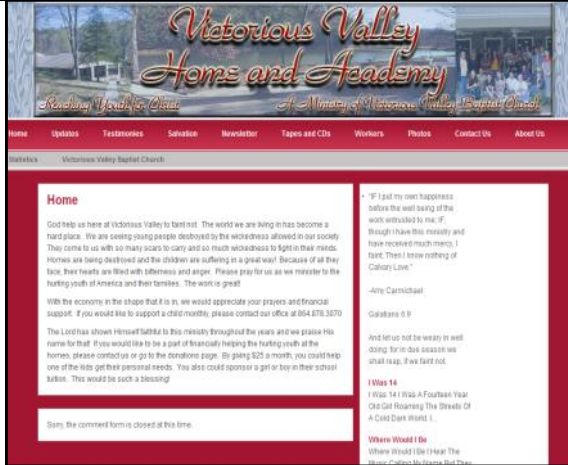 Victorious Valley
Home and Academy
Reaching Youth for Christ
A Ministry of Victorious Valley Baptist Church
Home Updates Testimonies Salvation Newsletter Tapes and CDs Workers Photos Contact Us About Us
Statistics Victorious Valley Baptist Church
Home
God help us here at Victorious Valley to faint not. The world we are living in has become a
hard place. We are seeing young people destroyed by the wickedness allowed in our society.
They come to us with so many scars to carry and so much wickedness to fight in their minds.
Homes are being destroyed and the children are suffering in a great way! Because of all they
face, their hearts are filled with bitterness and anger. Please pray for us as we minister to the
hurting youth of America and their families. The work is great!
With the economy in the shape that it is in, we would appreciate your prayers and financial
support. If you would like to support a child monthly, please contact our office at 864.878.3070
The Lord has shown Himself faithful to this ministry throughout the years and we praise His
name for that! If you would like to be a part of financially helping the hurting youth at the
homes, please contact us or go to the donations page. By giving $25 a month, you could help
one of the kids get their personal needs. You also could sponsor a girl or boy in their school
tuition. This would be such a blessing!
Sorry, the comment form is closed at this time.
"IF I put my own happiness
before the well-being of the
work entrusted to me; IF,
though I have this ministry and
have received much mercy, I
faint; Then I know nothing of
Calvary Love."
-Amy Carmichael
Galatians 6:9
And let us not be weary in well
doing: for in due season we
shall reap, if we faint not.
I Was 14
I Was 14 I Was A Fourteen Year
Old Girl Roaming The Streets Of
A Cold Dark World. I...
Where Would I Be
Where Would I Be I Hear The
Music Calling My Name But They